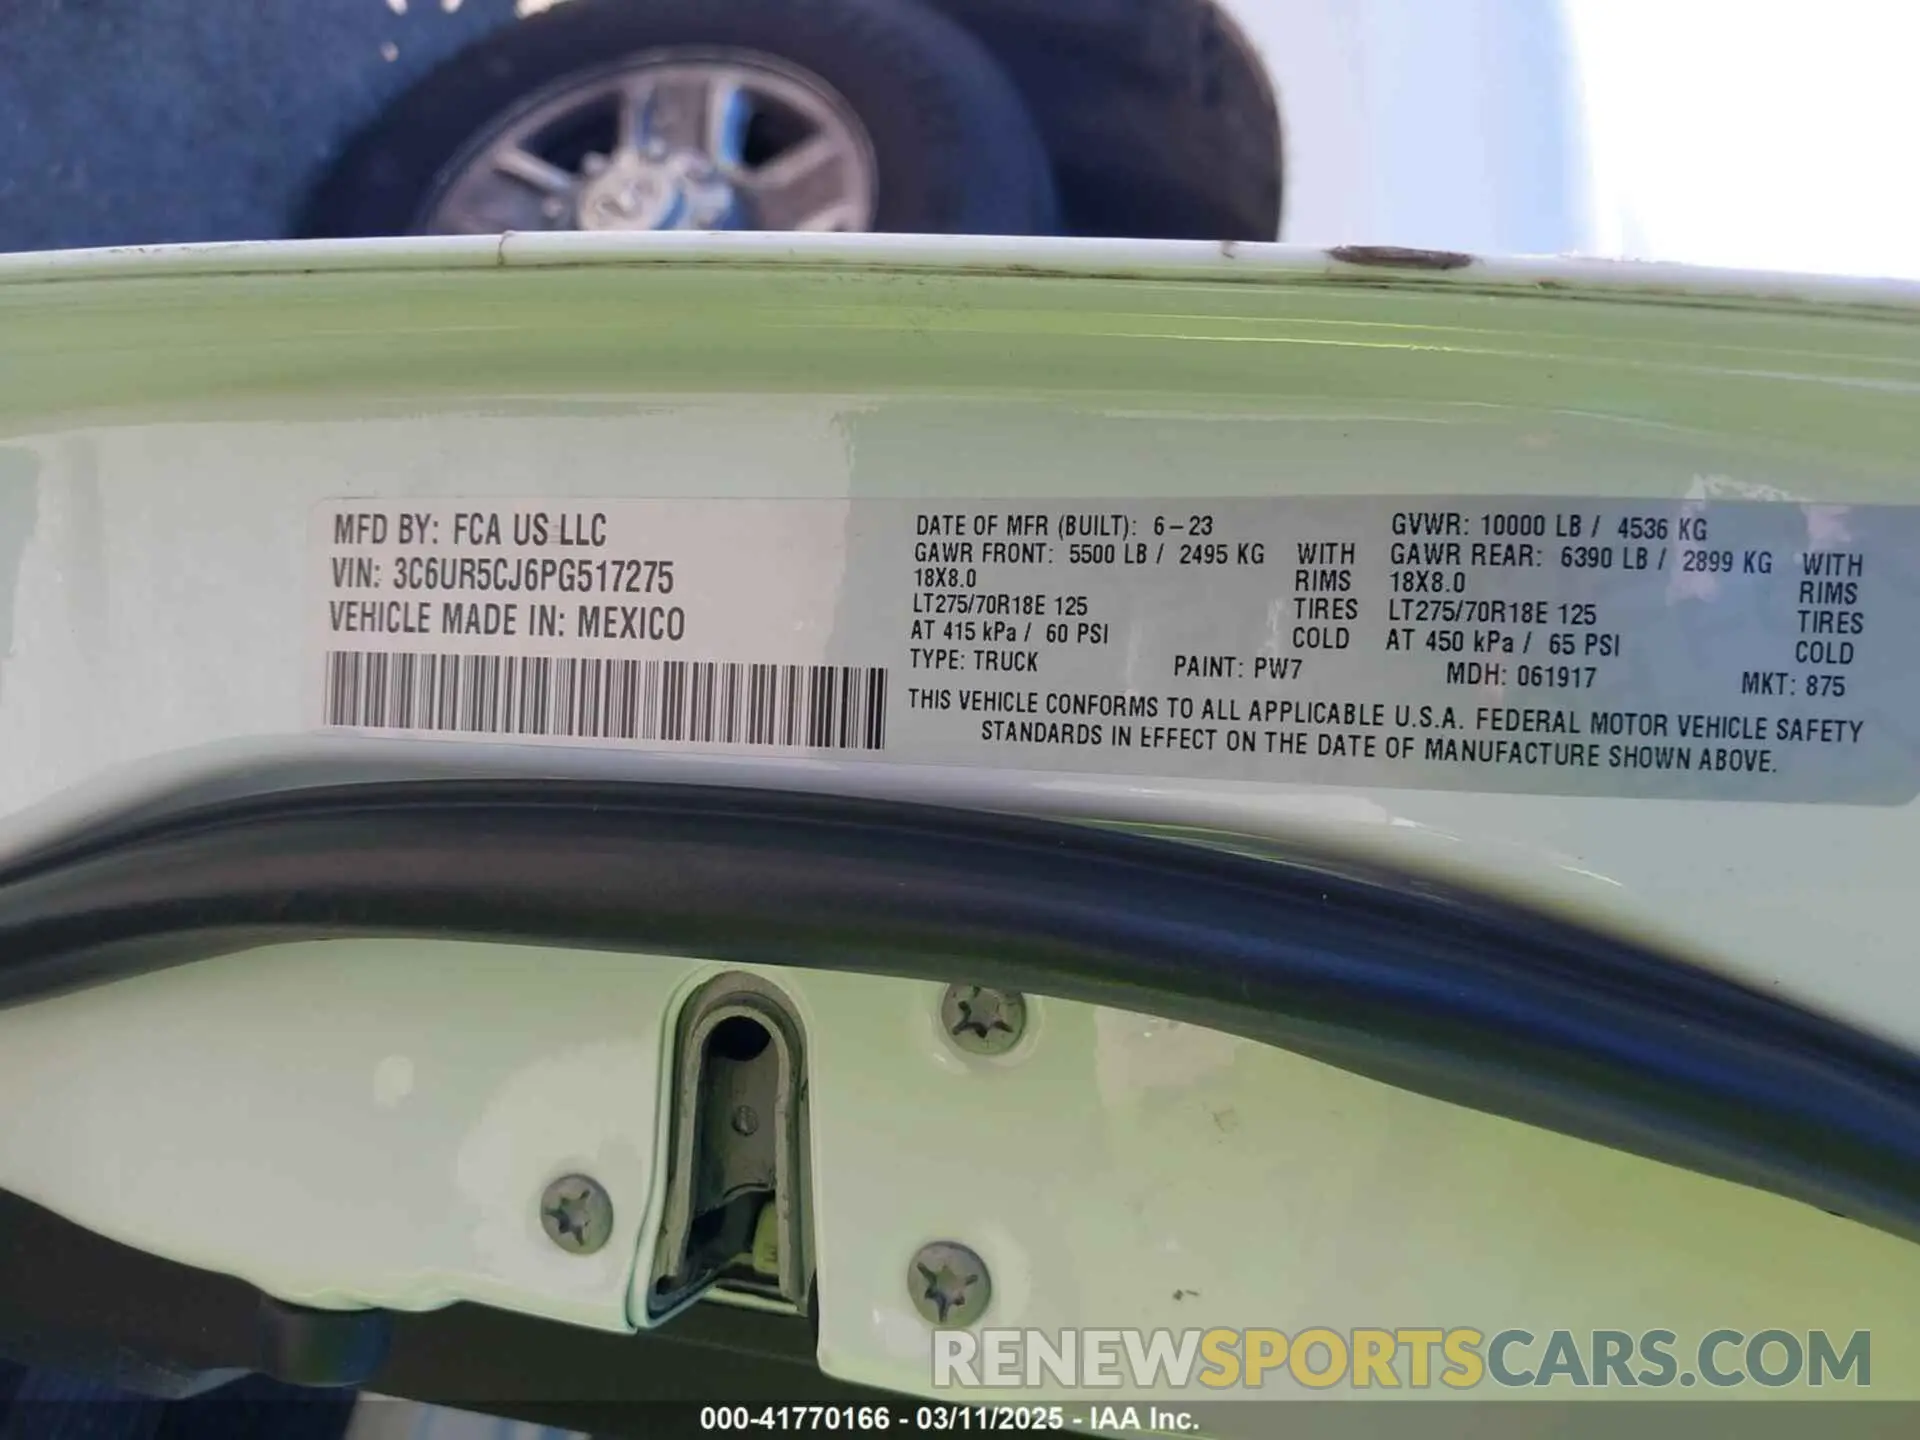 MFD BY: FCA US LLC
VIN: 3C6UR5CJ6PG517275
VEHICLE MADE IN: MEXICO
DATE OF MFR (BUILT): 6-23
GAWR FRONT: 5500 LB / 2495 KG WITH
18X8.0 RIMS
LT275/70R18E 125 TIRES
AT 415 kPa / 60 PSI COLD
TYPE: TRUCK PAINT: PW7
GVWR: 10000 LB / 4536 KG
GAWR REAR: 6390 LB / 2899 KG WITH
18X8.0 RIMS
LT275/70R18E 125 TIRES
AT 450 kPa / 65 PSI COLD
MDH: 061917 MKT: 875
THIS VEHICLE CONFORMS TO ALL APPLICABLE U.S.A. FEDERAL MOTOR VEHICLE SAFETY
STANDARDS IN EFFECT ON THE DATE OF MANUFACTURE SHOWN ABOVE.
RENEWSPORTSCARS.COM
000-41770166 - 03/11/2025 - IAA Inc.